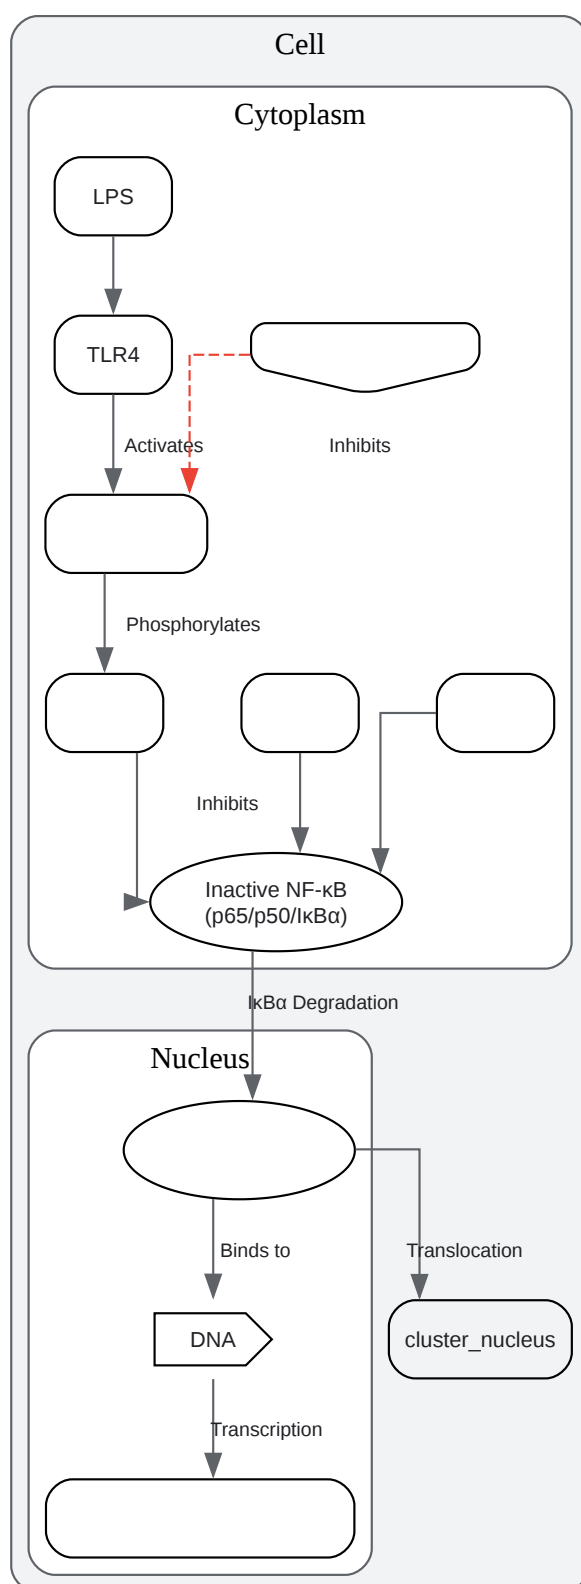 Cell
Cytoplasm
LPS
TLR4
Activates
Inhibits
Phosphorylates
Inhibits
Inactive NF-κB
(p65/p50/IκBα)
IκBα Degradation
Nucleus
Binds to
Translocation
DNA
cluster_nucleus
Transcription